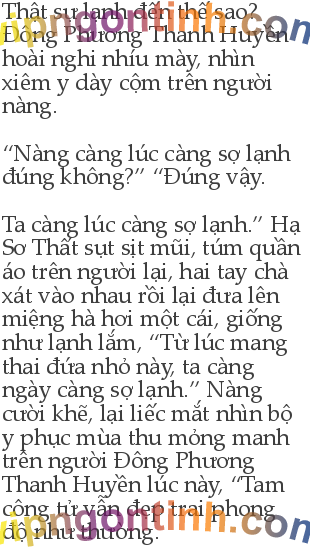 Thật sự lạnh đến thế sao?
Đông Phương Thanh Huyền
hoài nghi nhíu mày, nhìn
xiêm y dày cộm trên người
nàng.
“Nàng càng lúc càng sợ lạnh
đúng không?” “Đúng vậy.
Ta càng lúc càng sợ lạnh.” Hạ
Sơ Thất sụt sịt mũi, túm quần
áo trên người lại, hai tay chà
xát vào nhau rồi lại đưa lên
miệng hà hơi một cái, giống
như lạnh lắm, “Từ lúc mang
thai đứa nhỏ này, ta càng
ngày càng sợ lạnh.” Nàng
cười khẽ, lại liếc mắt nhìn bộ
y phục mùa thu mỏng manh
trên người Đông Phương
Thanh Huyền lúc này, “Tam
công tử vẫn đẹp trai phong
độ như thường.
vipngontinh.com
vipngontinh.com